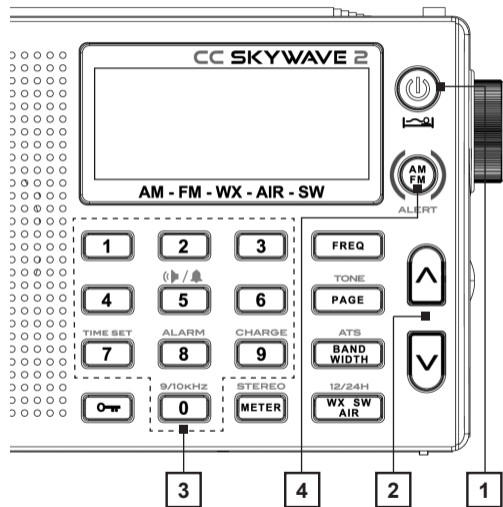 CC SKYWAVE 2
AM - FM - WX - AIR - SW
AM
FM
ALERT
1 2 3 FREQ
/ TONE
4 5 6 PAGE
TIME SET ALARM CHARGE ATS
7 8 9 BAND
WIDTH
9/10kHz STEREO 12/24H
0 METER WX SW
AIR
3 4 2 1